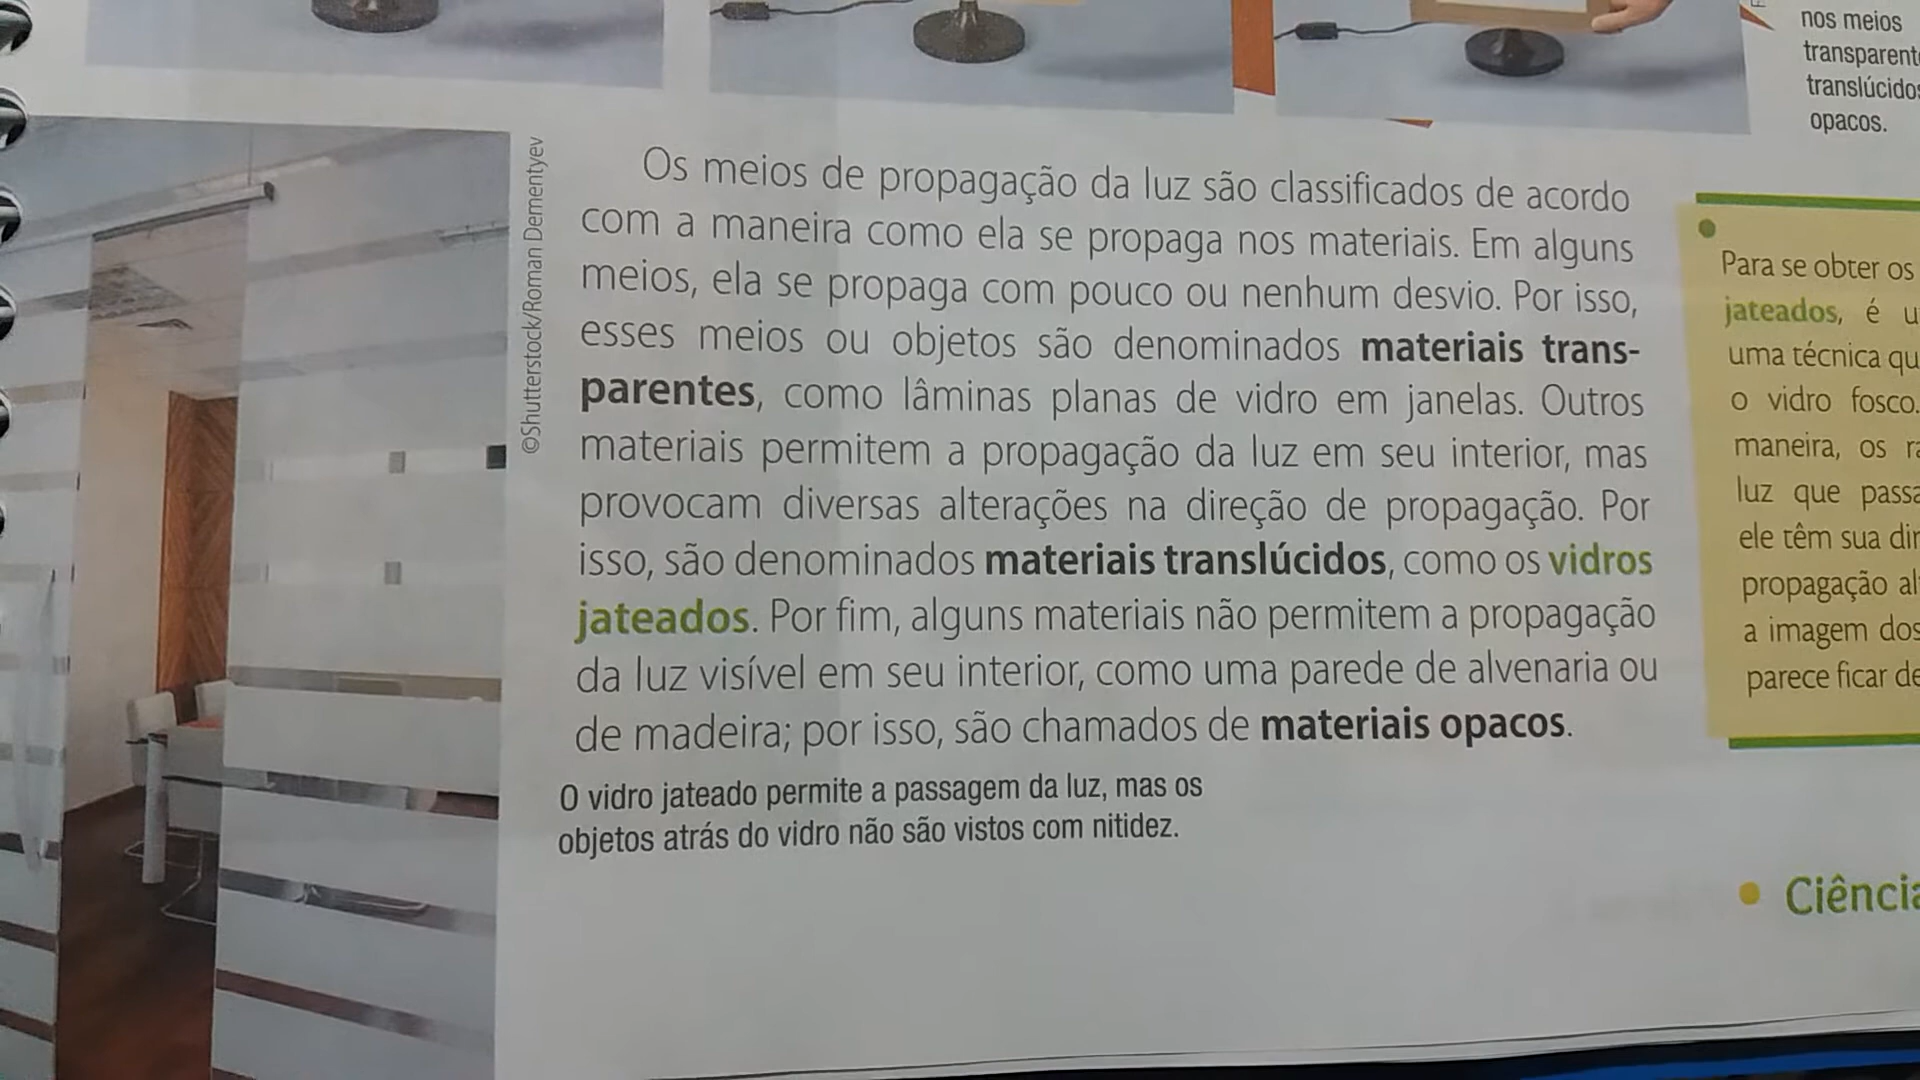 nos meios
translúcidos
opacos.
©Shutterstock/Roman Dementyev
Os meios de propagação da luz são classificados de acordo
com a maneira como ela se propaga nos materiais. Em alguns
meios, ela se propaga com pouco ou nenhum desvio. Por isso,
esses meios ou objetos são denominados materiais trans-
parentes, como lâminas planas de vidro em janelas. Outros
materiais permitem a propagação da luz em seu interior, mas
provocam diversas alterações na direção de propagação. Por
isso, são denominados materiais translúcidos, como os vidros
jateados. Por fim, alguns materiais não permitem a propagação
da luz visível em seu interior, como uma parede de alvenaria ou
de madeira; por isso, são chamados de materiais opacos.
O vidro jateado permite a passagem da luz, mas os
objetos atrás do vidro não são vistos com nitidez.
Para se obter os
jateados, é
uma técnica
o vidro fosco.
maneira, os
luz que
ele têm sua
propagação
a imagem dos
parece ficar